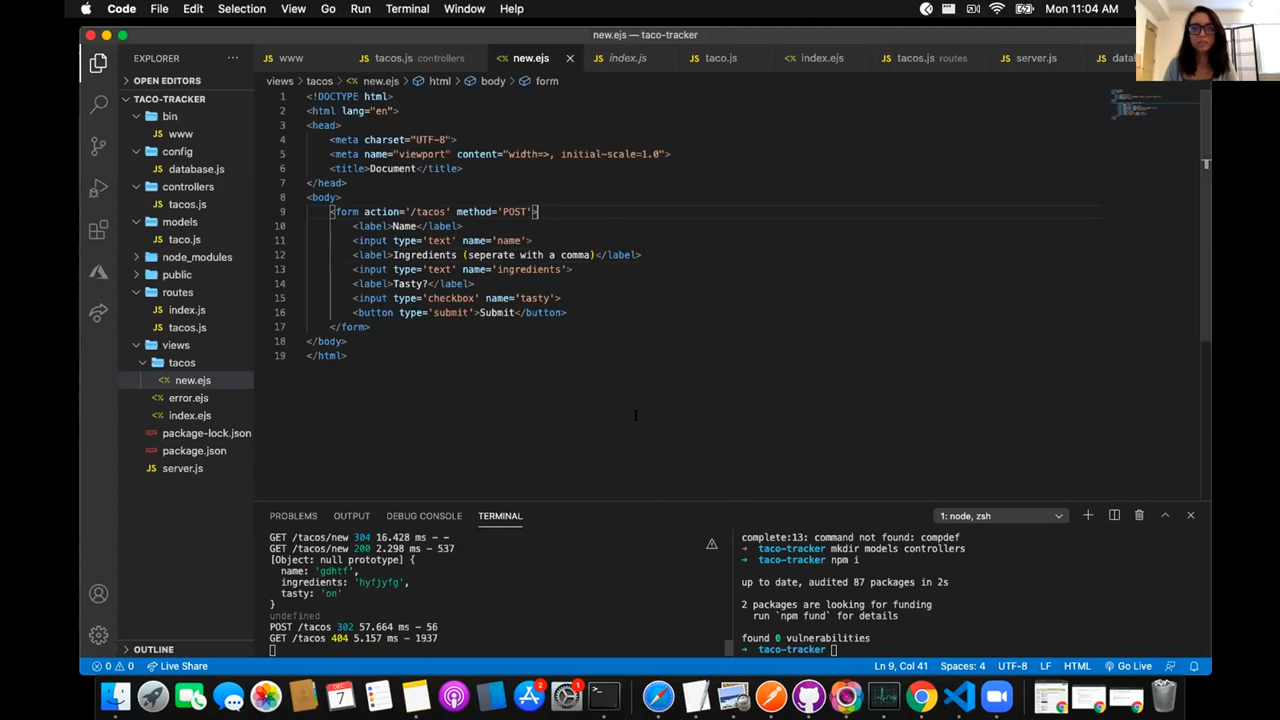 Code File Edit Selection View Go Run Terminal Window Help Mon 11:04 AM
new.ejs — taco-tracker
EXPLORER ...
www
tacos.js controllers
new.ejs
index.js
taco.js
index.ejs
tacos.js routes
server.js
views > tacos > new.ejs > html > body > form
OPEN EDITORS
TACO-TRACKER
bin
www
config
database.js
controllers
tacos.js
models
taco.js
node_modules
public
routes
index.js
tacos.js
views
tacos
new.ejs
error.ejs
index.ejs
package-lock.json
package.json
server.js
OUTLINE
1 <!DOCTYPE html>
2 <html lang="en">
3 <head>
4 <meta charset="UTF-8">
5 <meta name="viewport" content="width=>, initial-scale=1.0">
6 <title>Document</title>
7 </head>
8 <body>
9 <form action='/tacos' method='POST'>
10 <label>Name</label>
11 <input type='text' name='name'>
12 <label>Ingredients (seperate with a comma)</label>
13 <input type='text' name='ingredients'>
14 <label>Tasty?</label>
15 <input type='checkbox' name='tasty'>
16 <button type='submit'>Submit</button>
17 </form>
18 </body>
19 </html>
PROBLEMS OUTPUT DEBUG CONSOLE TERMINAL 1: node, zsh
GET /tacos/new 304 16.428 ms - -
GET /tacos/new 200 2.298 ms - 537
[Object: null prototype] {
name: 'gdhtf',
ingredients: 'hyfjyfg',
tasty: 'on'
}
undefined
POST /tacos 302 57.664 ms - 56
GET /tacos 404 5.157 ms - 1937
complete:13: command not found: compdef
➜ taco-tracker mkdir models controllers
➜ taco-tracker npm i
up to date, audited 87 packages in 2s
2 packages are looking for funding
run `npm fund` for details
found 0 vulnerabilities
➜ taco-tracker
0 0 Live Share Ln 9, Col 41 Spaces: 4 UTF-8 LF HTML Go Live